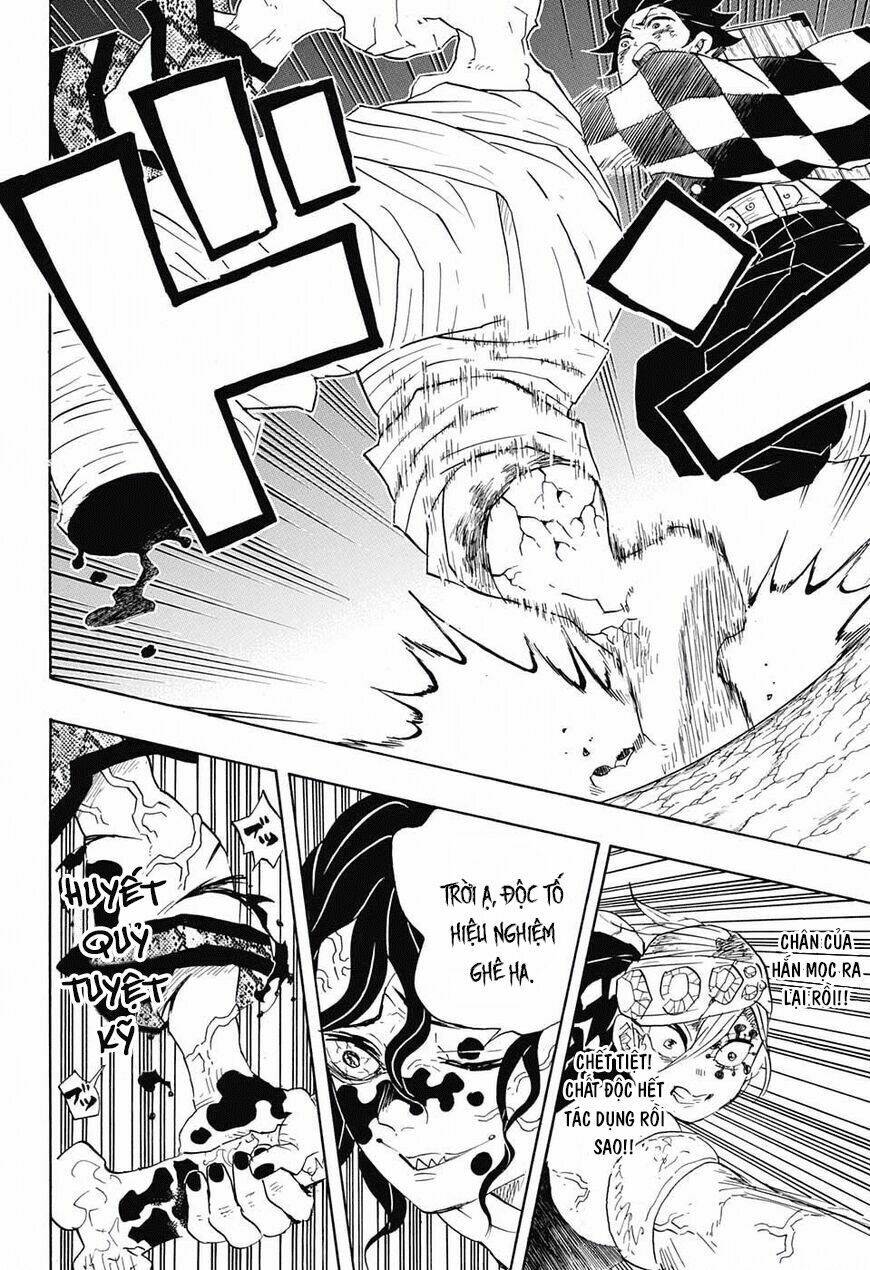 ドドン
CHÂN CỦA
HẮN MỌC RA
LẠI RỒI!!
CHẾT TIỆT!
CHẤT ĐỘC HẾT
TÁC DỤNG RỒI
SAO!!
TRỜI Ạ, ĐỘC TỐ
HIỆU NGHIỆM
GHÊ HA.
HUYẾT
QUỶ
TUYỆT
KỸ